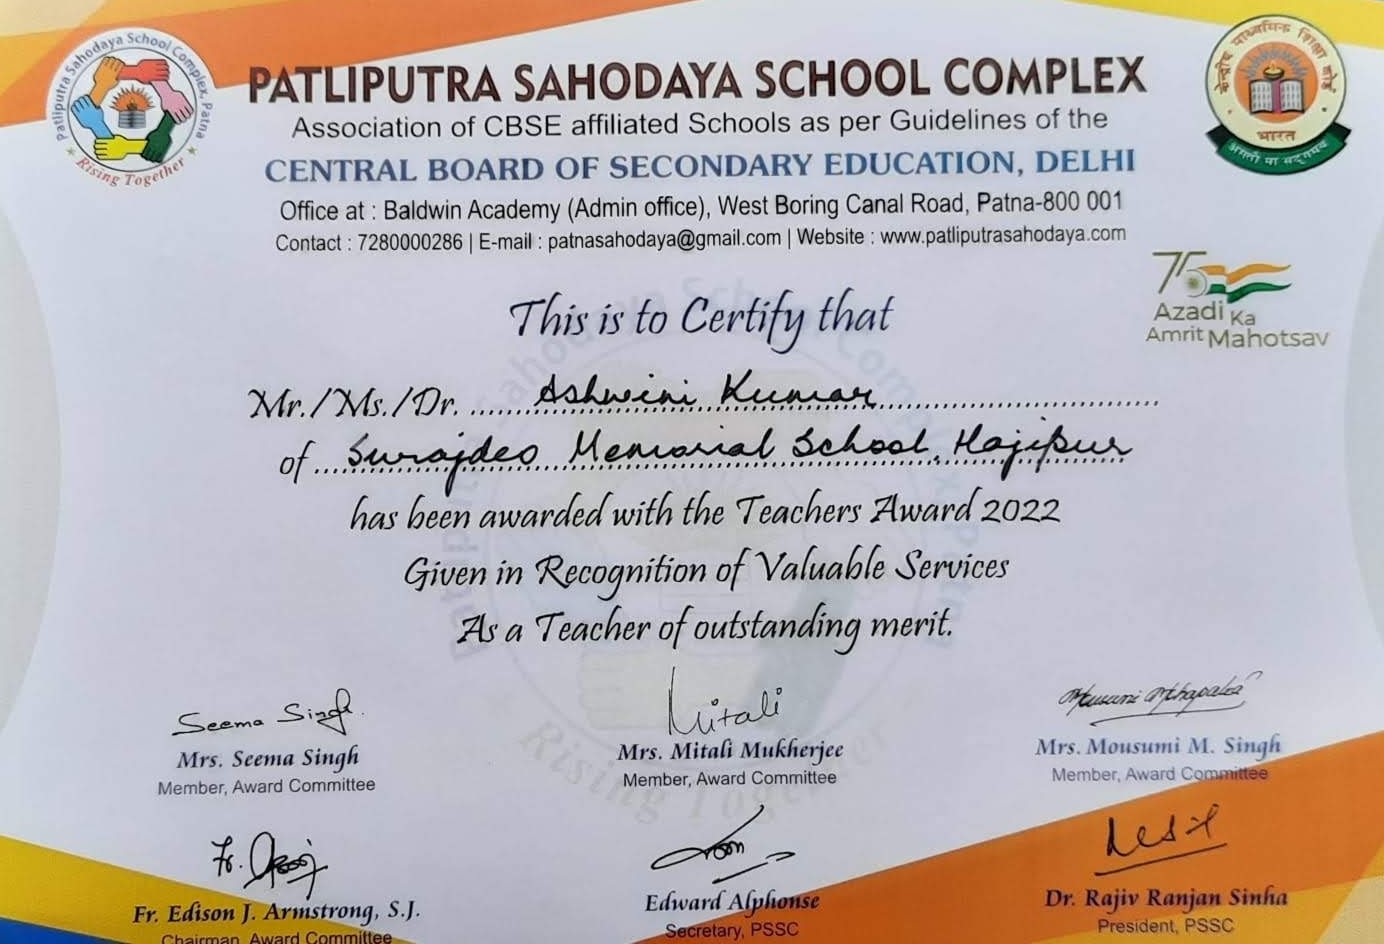 Patliputra Sahodaya School Complex, Patna
Rising Together
PATLIPUTRA SAHODAYA SCHOOL COMPLEX
Association of CBSE affiliated Schools as per Guidelines of the
CENTRAL BOARD OF SECONDARY EDUCATION, DELHI
Office at : Baldwin Academy (Admin office), West Boring Canal Road, Patna-800 001
Contact : 7280000286 | E-mail : patnasahodaya@gmail.com | Website : www.patliputrasahodaya.com
केन्द्रीय माध्यमिक शिक्षा बोर्ड
भारत
असतो मा सद्गमय
75
Azadi Ka
Amrit Mahotsav
This is to Certify that
Mr./Ms./Dr. Ashwini Kumar
of Surajdeo Memorial School, Hajipur
has been awarded with the Teachers Award 2022
Given in Recognition of Valuable Services
As a Teacher of outstanding merit.
Seema Singh
Mrs. Seema Singh
Member, Award Committee
Mitali
Mrs. Mitali Mukherjee
Member, Award Committee
Mrs. Mousumi M. Singh
Member, Award Committee
Fr. Edison J. Armstrong, S.J.
Chairman, Award Committee
Edward Alphonse
Secretary, PSSC
Dr. Rajiv Ranjan Sinha
President, PSSC